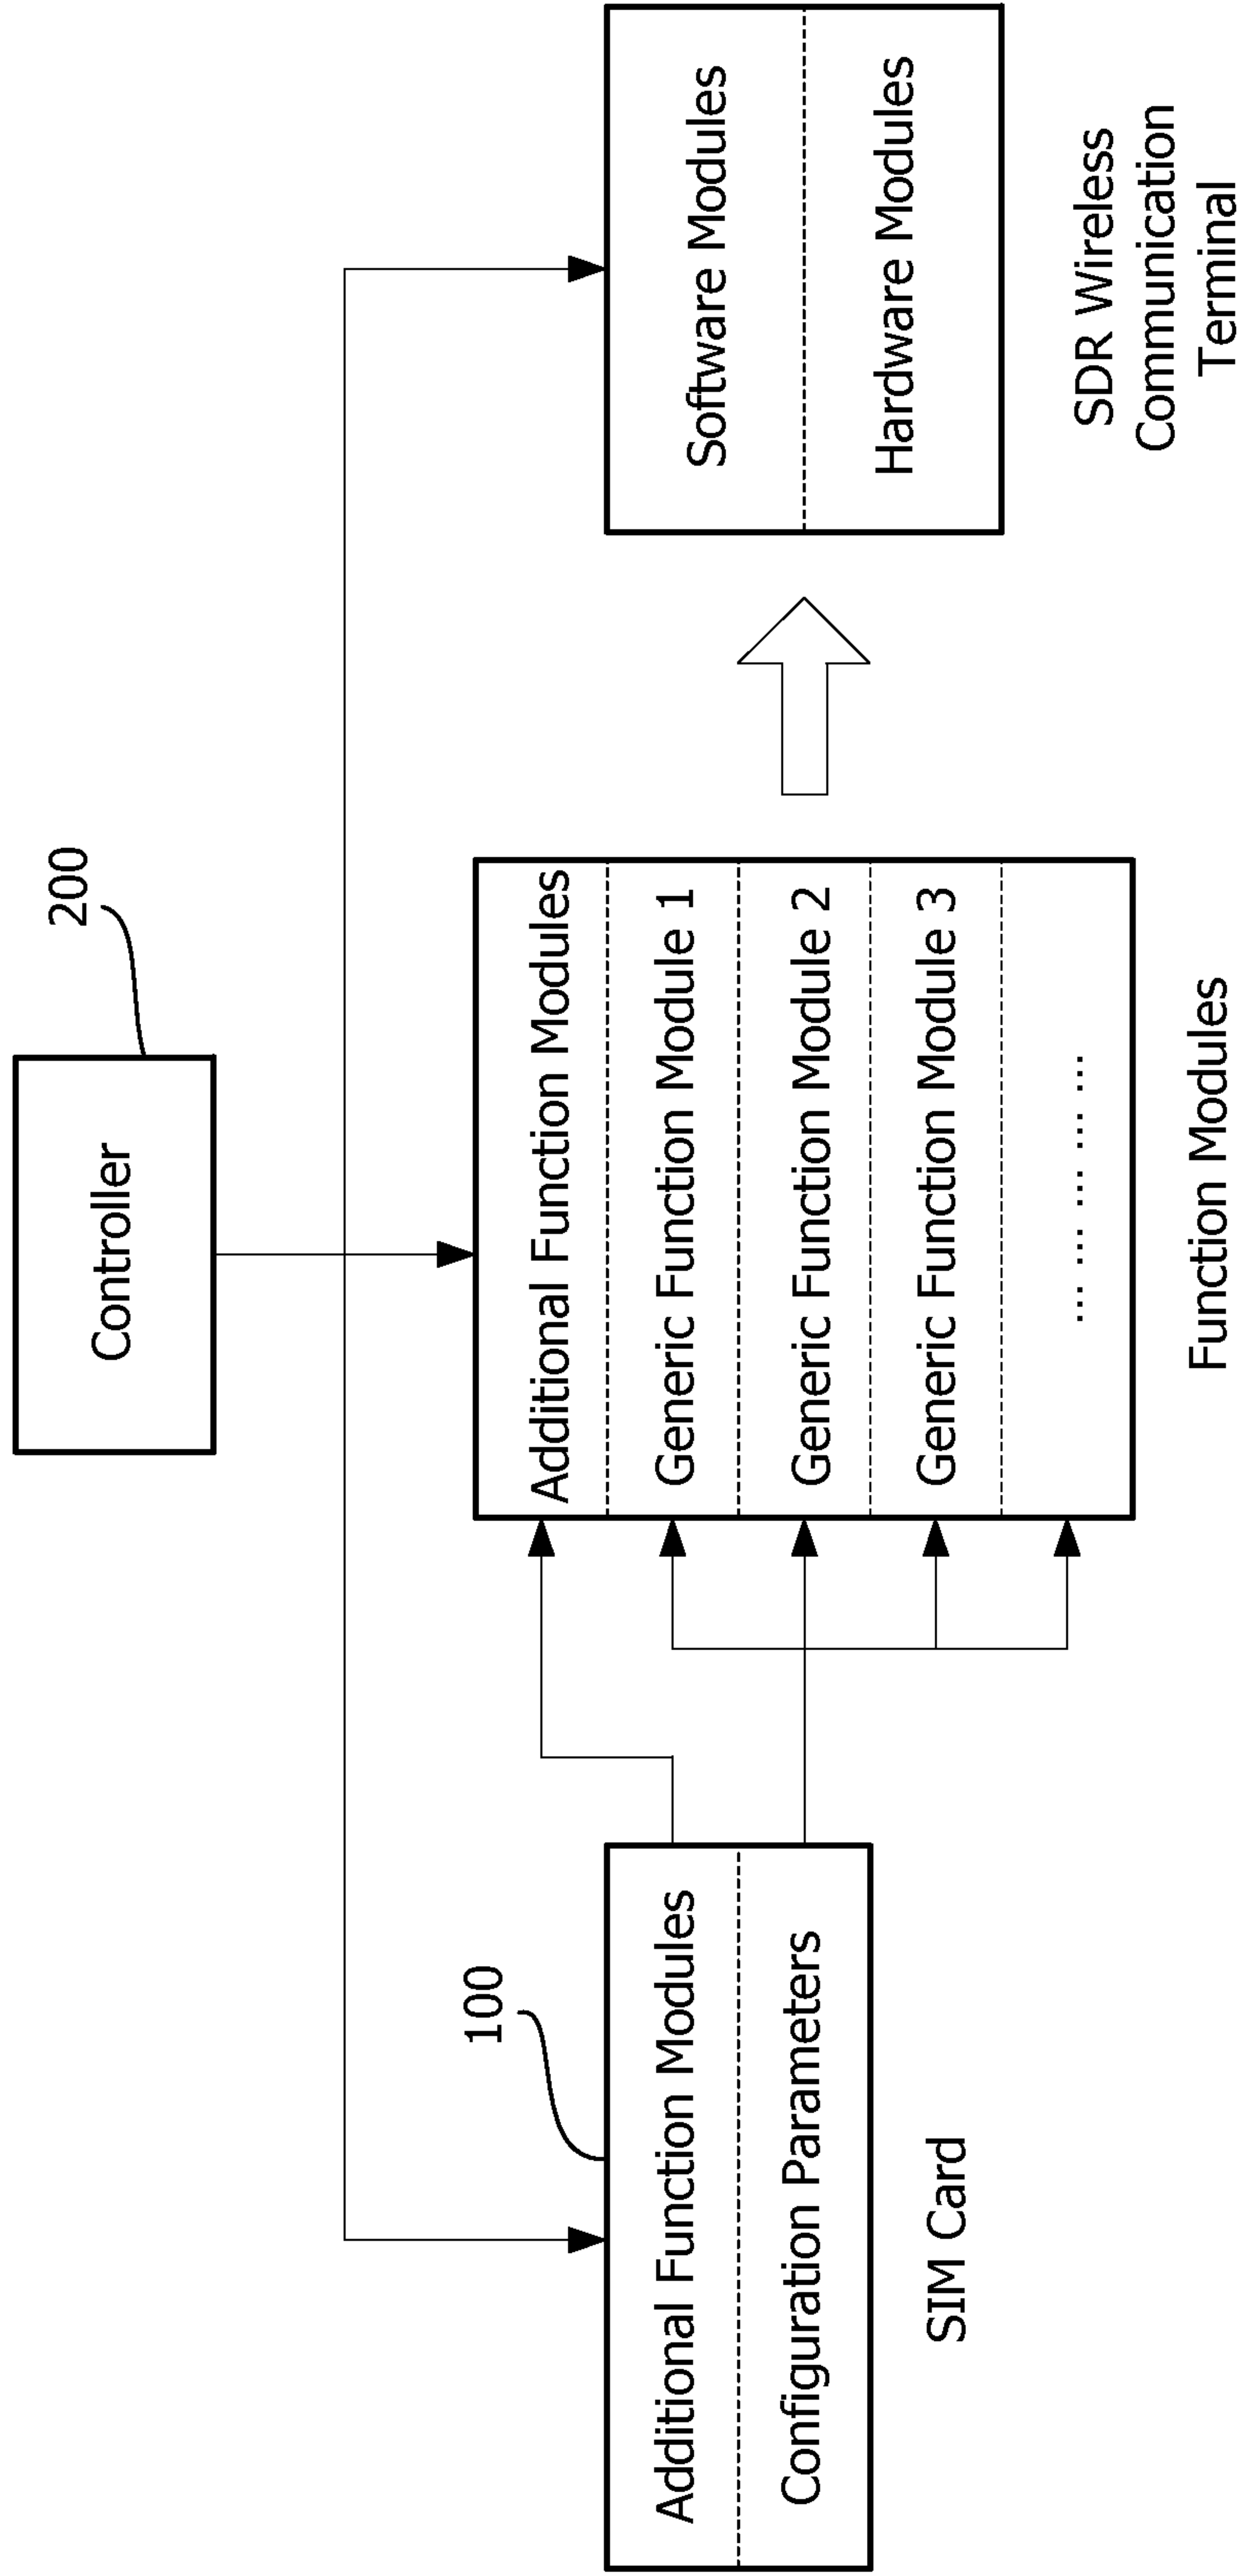 200
Controller
100
Additional Function Modules
Configuration Parameters
SIM Card
Additional Function Modules
Generic Function Module 1
Generic Function Module 2
Generic Function Module 3
... ... ... ... ...
Function Modules
Software Modules
Hardware Modules
SDR Wireless
Communication
Terminal